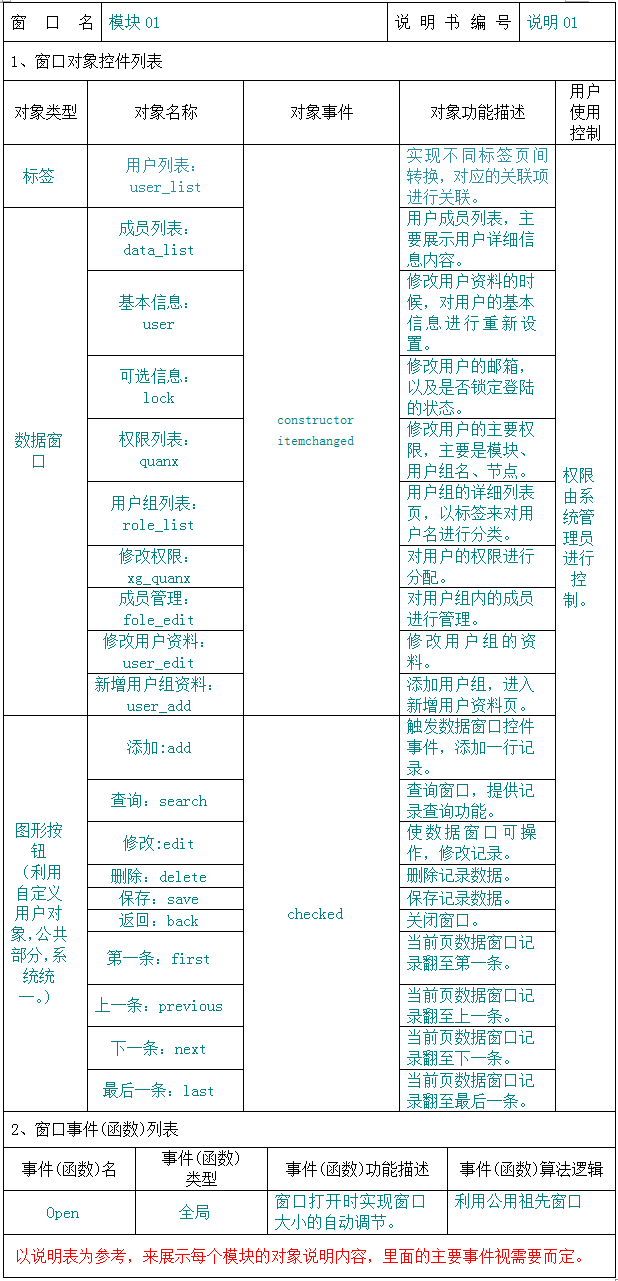 窗 口 名 模块01 说 明 书 编 号 说明01
1、窗口对象控件列表
对象类型 对象名称 对象事件 对象功能描述 用户
使用
控制
标签
用户列表：
user_list
实现不同标签页间
转换，对应的关联项
进行关联。
数据窗
口
成员列表：
data_list
用户成员列表，主
要展示用户详细信
息内容。
基本信息：
user
修改用户资料的时
候，对用户的基本
信息进行重新设
置。
可选信息：
lock
修改用户的邮箱，
以及是否锁定登陆
的状态。
constructor
itemchanged
权限列表：
quanx
修改用户的主要权
限，主要是模块、
用户组名、节点。
用户组列表：
role_list
用户组的详细列表
页，以标签来对用
户名进行分类。
修改权限：
xg_quanx
对用户的权限进行
分配。
成员管理：
fole_edit
对用户组内的成员
进行管理。
修改用户资料：
user_edit
修改用户组的资
料。
新增用户组资料：
user_add
添加用户组，进入
新增用户资料页。
权限
由系
统管
理员
进行
控
制。
图形按
钮
（利用
自定义
用户对
象，公共
部分，系
统统
一。）
添加:add
触发数据窗口控件
事件，添加一行记
录。
查询：search
查询窗口，提供记
录查询功能。
修改:edit
使数据窗口可操
作，修改记录。
删除：delete
删除记录数据。
保存：save
保存记录数据。
返回：back
关闭窗口。
checked
第一条：first
当前页数据窗口记
录翻至第一条。
上一条：previous
当前页数据窗口记
录翻至上一条。
下一条：next
当前页数据窗口记
录翻至下一条。
最后一条：last
当前页数据窗口记
录翻至最后一条。
2、窗口事件(函数)列表
事件(函数)名 事件(函数)
类型 事件(函数)功能描述 事件(函数)算法逻辑
Open 全局 窗口打开时实现窗口
大小的自动调节。 利用公用祖先窗口
以说明表为参考，来展示每个模块的对象说明内容，里面的主要事件视需要而定。